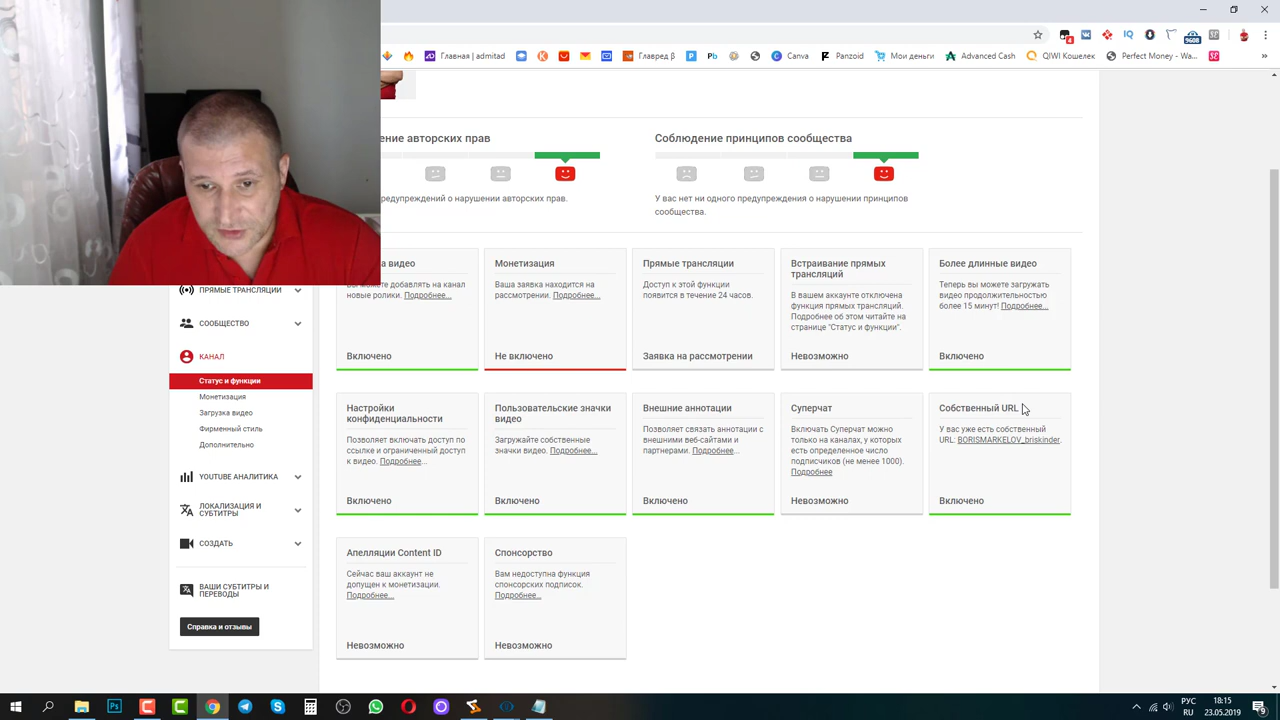 Главная | admitad
Главред β
Canva
Panzoid
Мои деньги
Advanced Cash
QIWI Кошелек
Perfect Money - Wa...
»
ение авторских прав
Соблюдение принципов сообщества
предупреждений о нарушении авторских прав.
У вас нет ни одного предупреждения о нарушении принципов
сообщества.
а видео
Вы можете добавлять на канал
новые ролики. Подробнее...
Включено
Монетизация
Ваша заявка находится на
рассмотрении. Подробнее...
Не включено
Прямые трансляции
Доступ к этой функции
появится в течение 24 часов.
Заявка на рассмотрении
Встраивание прямых
трансляций
В вашем аккаунте отключена
функция прямых трансляций.
Подробнее об этом читайте на
странице "Статус и функции".
Невозможно
Более длинные видео
Теперь вы можете загружать
видео продолжительностью
более 15 минут! Подробнее...
Включено
ПРЯМЫЕ ТРАНСЛЯЦИИ
СООБЩЕСТВО
КАНАЛ
Статус и функции
Монетизация
Загрузка видео
Фирменный стиль
Дополнительно
YOUTUBE АНАЛИТИКА
ЛОКАЛИЗАЦИЯ И
СУБТИТРЫ
СОЗДАТЬ
ВАШИ СУБТИТРЫ И
ПЕРЕВОДЫ
Справка и отзывы
Настройки
конфиденциальности
Позволяет включать доступ по
ссылке и ограниченный доступ
к видео. Подробнее...
Включено
Пользовательские значки
видео
Загружайте собственные
значки видео. Подробнее...
Включено
Внешние аннотации
Позволяет связать аннотации с
внешними веб-сайтами и
партнерами. Подробнее...
Включено
Суперчат
Включать Суперчат можно
только на каналах, у которых
есть определенное число
подписчиков (не менее 1000).
Подробнее
Невозможно
Собственный URL
У вас уже есть собственный
URL: BORISMARKELOV_briskinder.
Включено
Апелляции Content ID
Сейчас ваш аккаунт не
допущен к монетизации.
Подробнее...
Невозможно
Спонсорство
Вам недоступна функция
спонсорских подписок.
Подробнее...
Невозможно
РУС
RU
18:15
23.05.2019